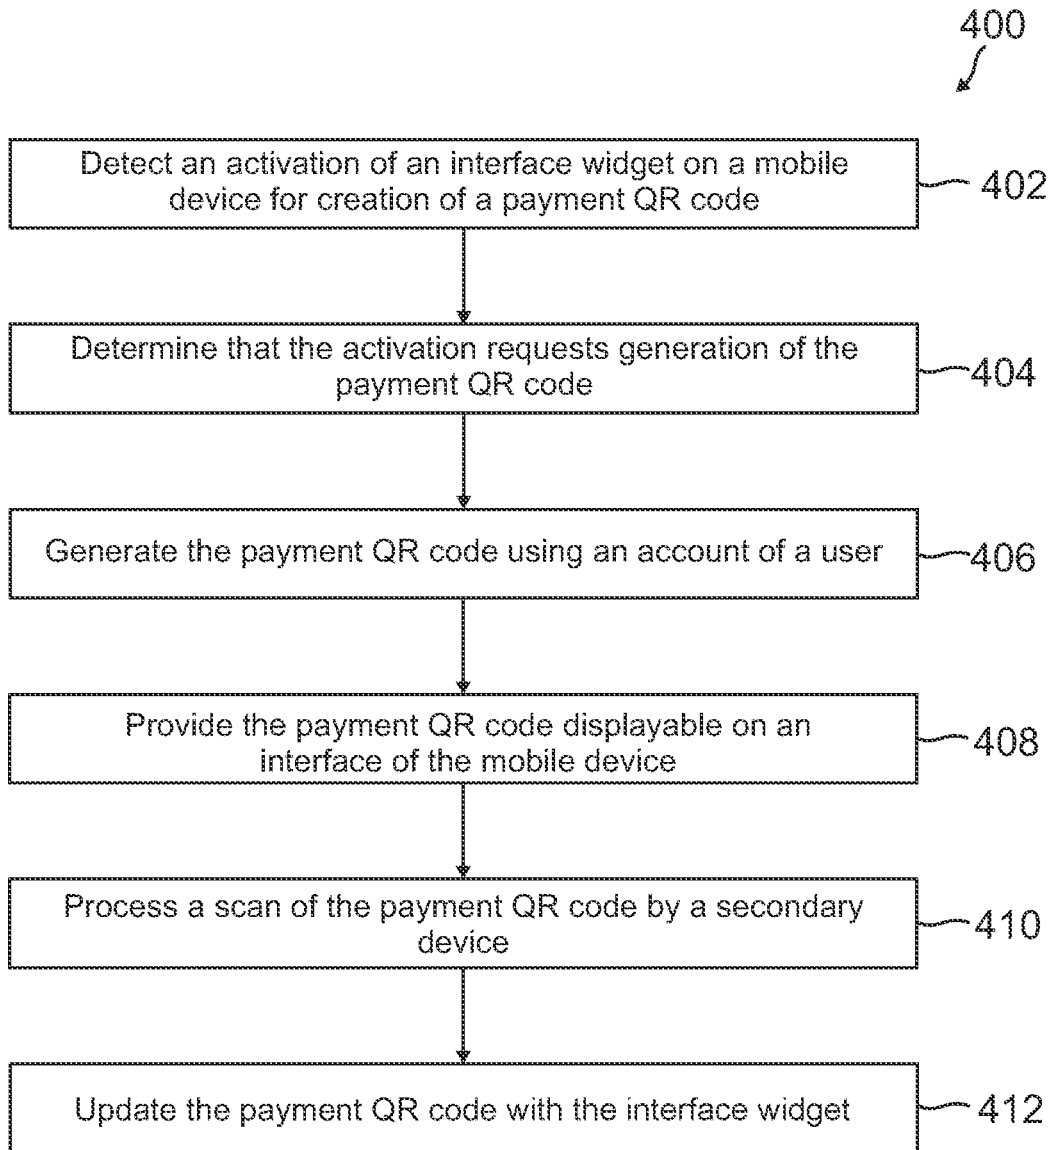 400
Detect an activation of an interface widget on a mobile
device for creation of a payment QR code
402
Determine that the activation requests generation of the
payment QR code
404
Generate the payment QR code using an account of a user
406
Provide the payment QR code displayable on an
interface of the mobile device
408
Process a scan of the payment QR code by a secondary
device
410
Update the payment QR code with the interface widget
412